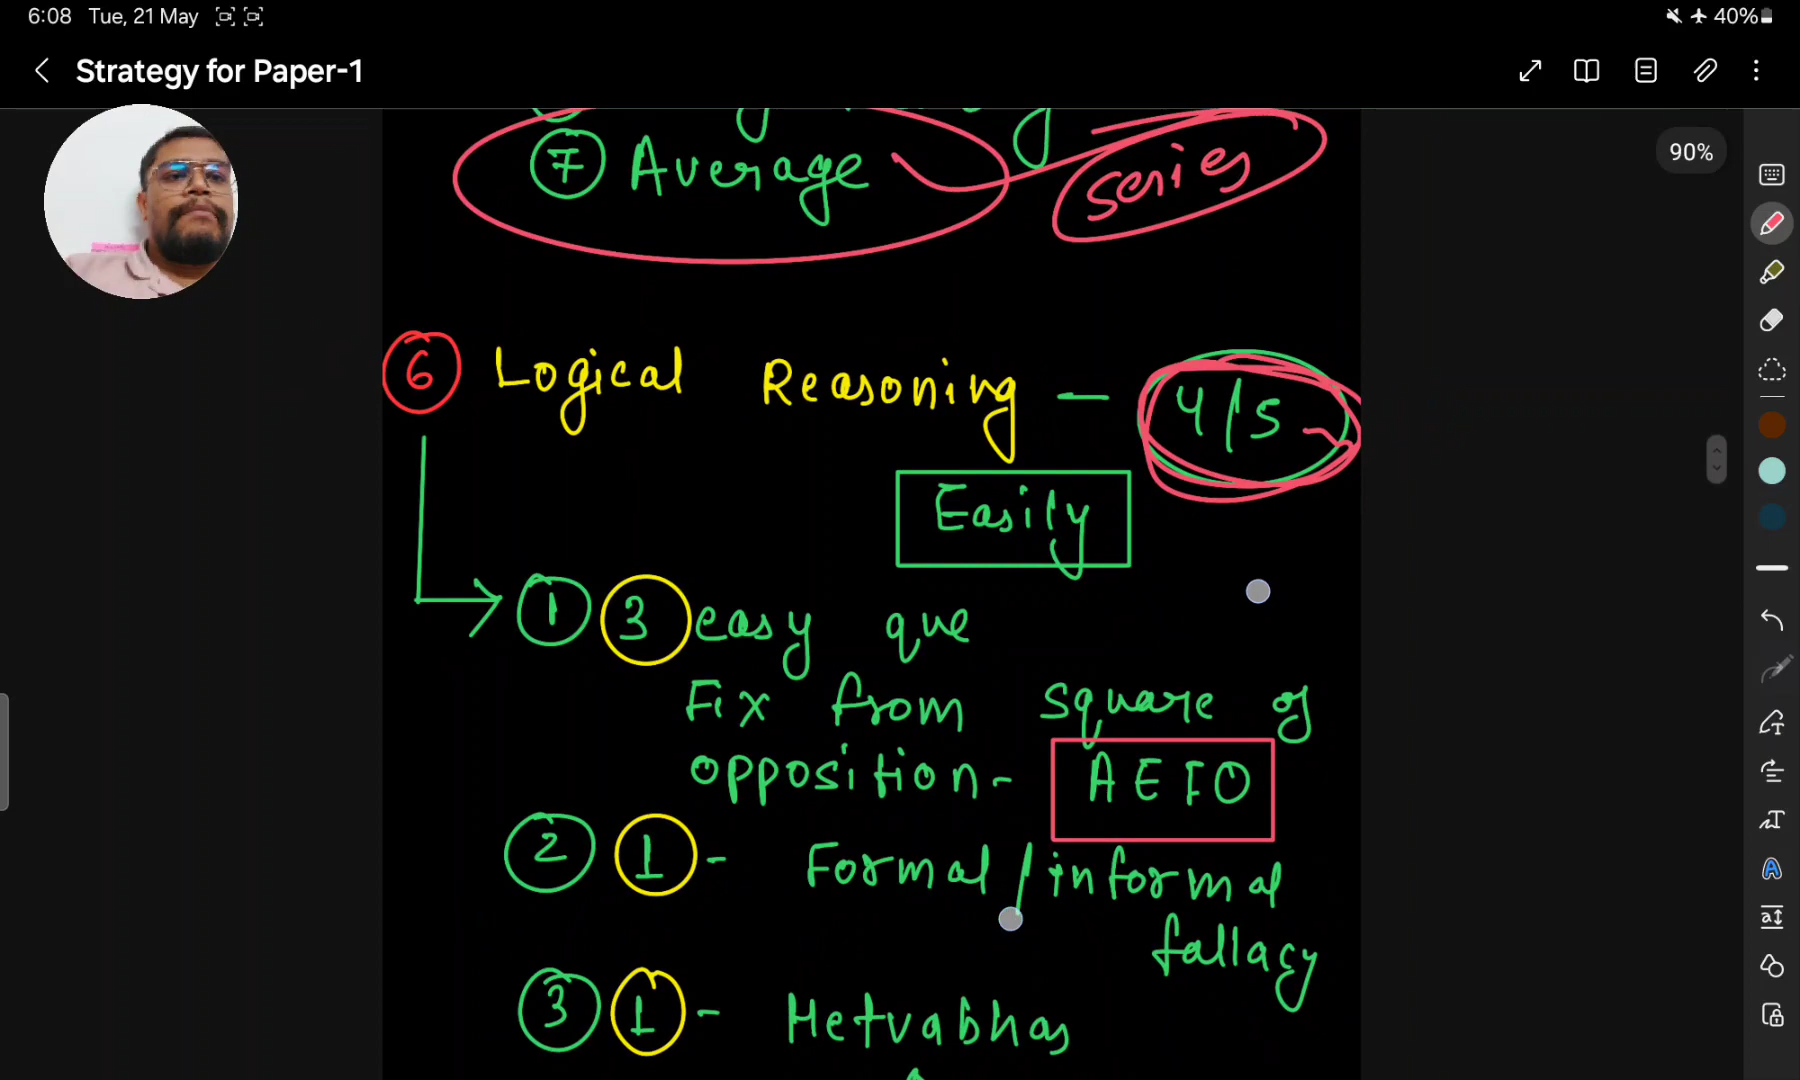 6:08 Tue, 21 May 40%
Strategy for Paper-1
90%
7 Average series
6 Logical Reasoning - 4/5
Easily
1 3 easy que
Fix from square of
opposition- AEIO
2 1 - Formal/informal
fallacy
3 1 - Hetvabhas